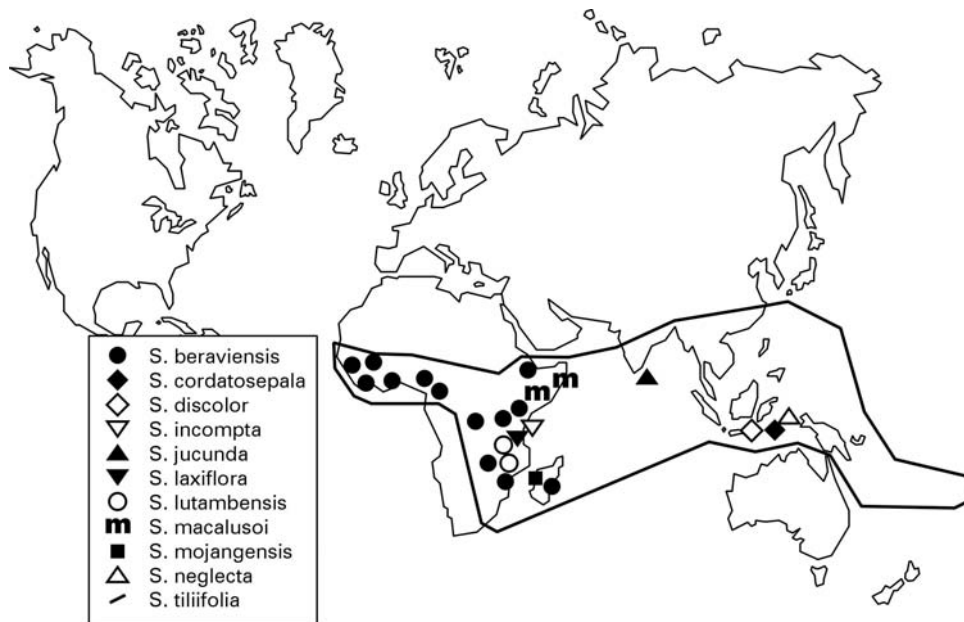 S. beraviensis
S. cordatosepala
S. discolor
S. incompta
S. jucunda
S. laxiflora
S. lutambensis
m S. macalusoi
S. mojangensis
S. neglecta
S. tiliifolia
m
m